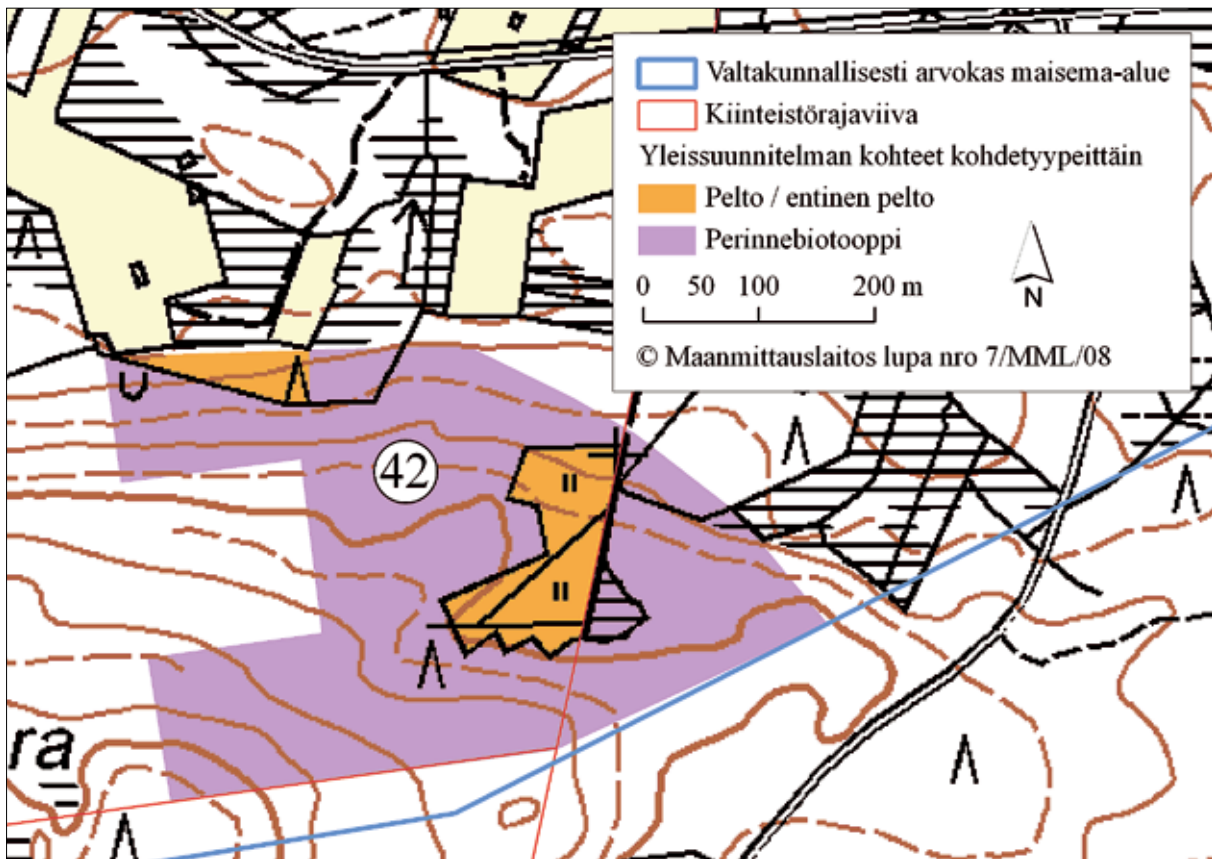 Valtakunnallisesti arvokas maisema-alue
Kiinteistörajaviiva
Yleissuunnitelman kohteet kohdetyypeittäin
Pelto / entinen pelto
Perinnebiotooppi
0 50 100 200 m
N
© Maanmittauslaitos lupa nro 7/MML/08
42
ra